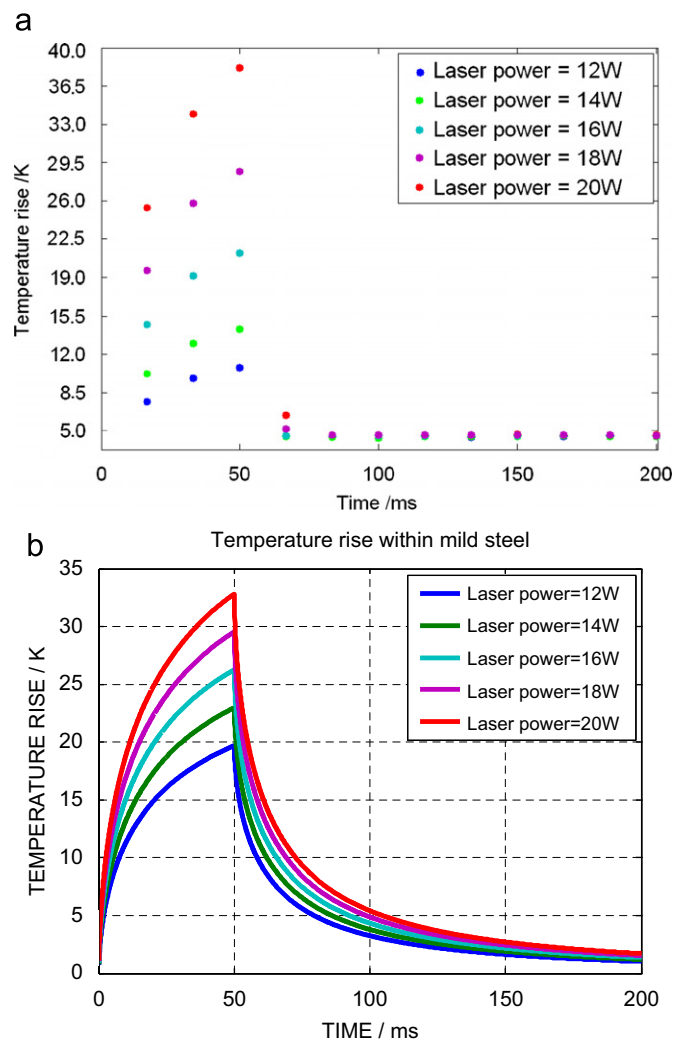 a
40.0
36.5
33.0
29.5
26.0
22.5
19.0
15.5
12.0
8.5
5.0
Temperature rise /K
Laser power = 12W
Laser power = 14W
Laser power = 16W
Laser power = 18W
Laser power = 20W
0 50 100 150 200
Time /ms
b
Temperature rise within mild steel
35
30
25
20
15
10
5
0
TEMPERATURE RISE / K
Laser power=12W
Laser power=14W
Laser power=16W
Laser power=18W
Laser power=20W
0 50 100 150 200
TIME / ms